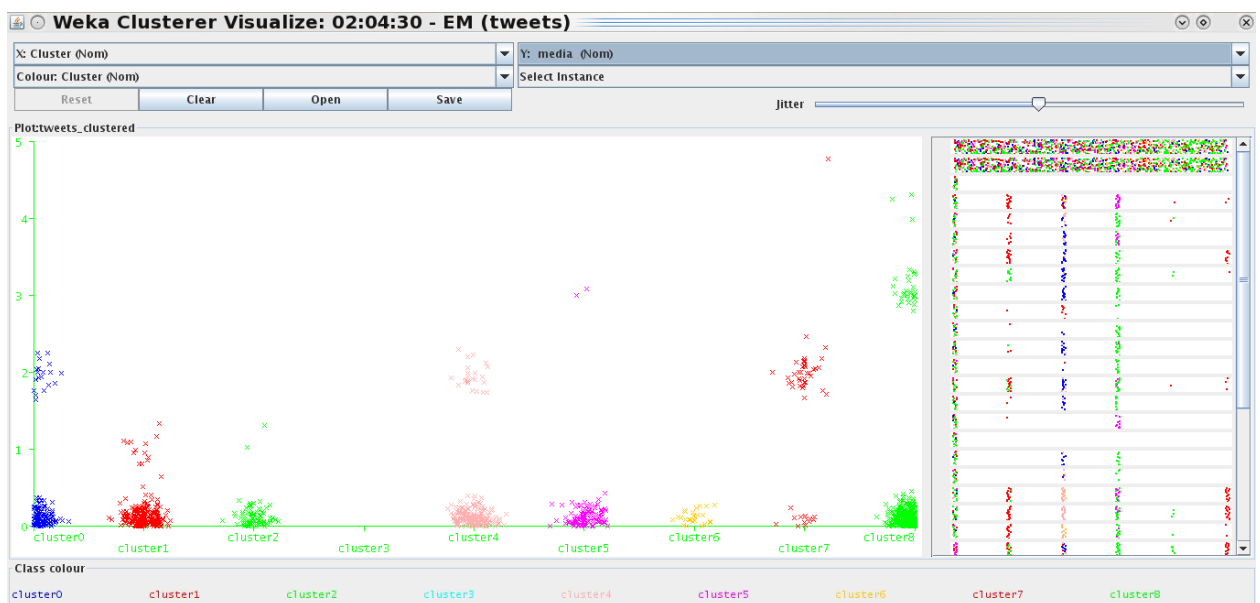 Weka Clusterer Visualize: 02:04:30 - EM (tweets)
X: Cluster (Nom)
Y: media (Nom)
Colour: Cluster (Nom)
Select Instance
Reset
Clear
Open
Save
Jitter
Plot:tweets_clustered
5
4
3
2
1
0
cluster0
cluster1
cluster2
cluster3
cluster4
cluster5
cluster6
cluster7
cluster8
Class colour
cluster0 cluster1 cluster2 cluster3 cluster4 cluster5 cluster6 cluster7 cluster8